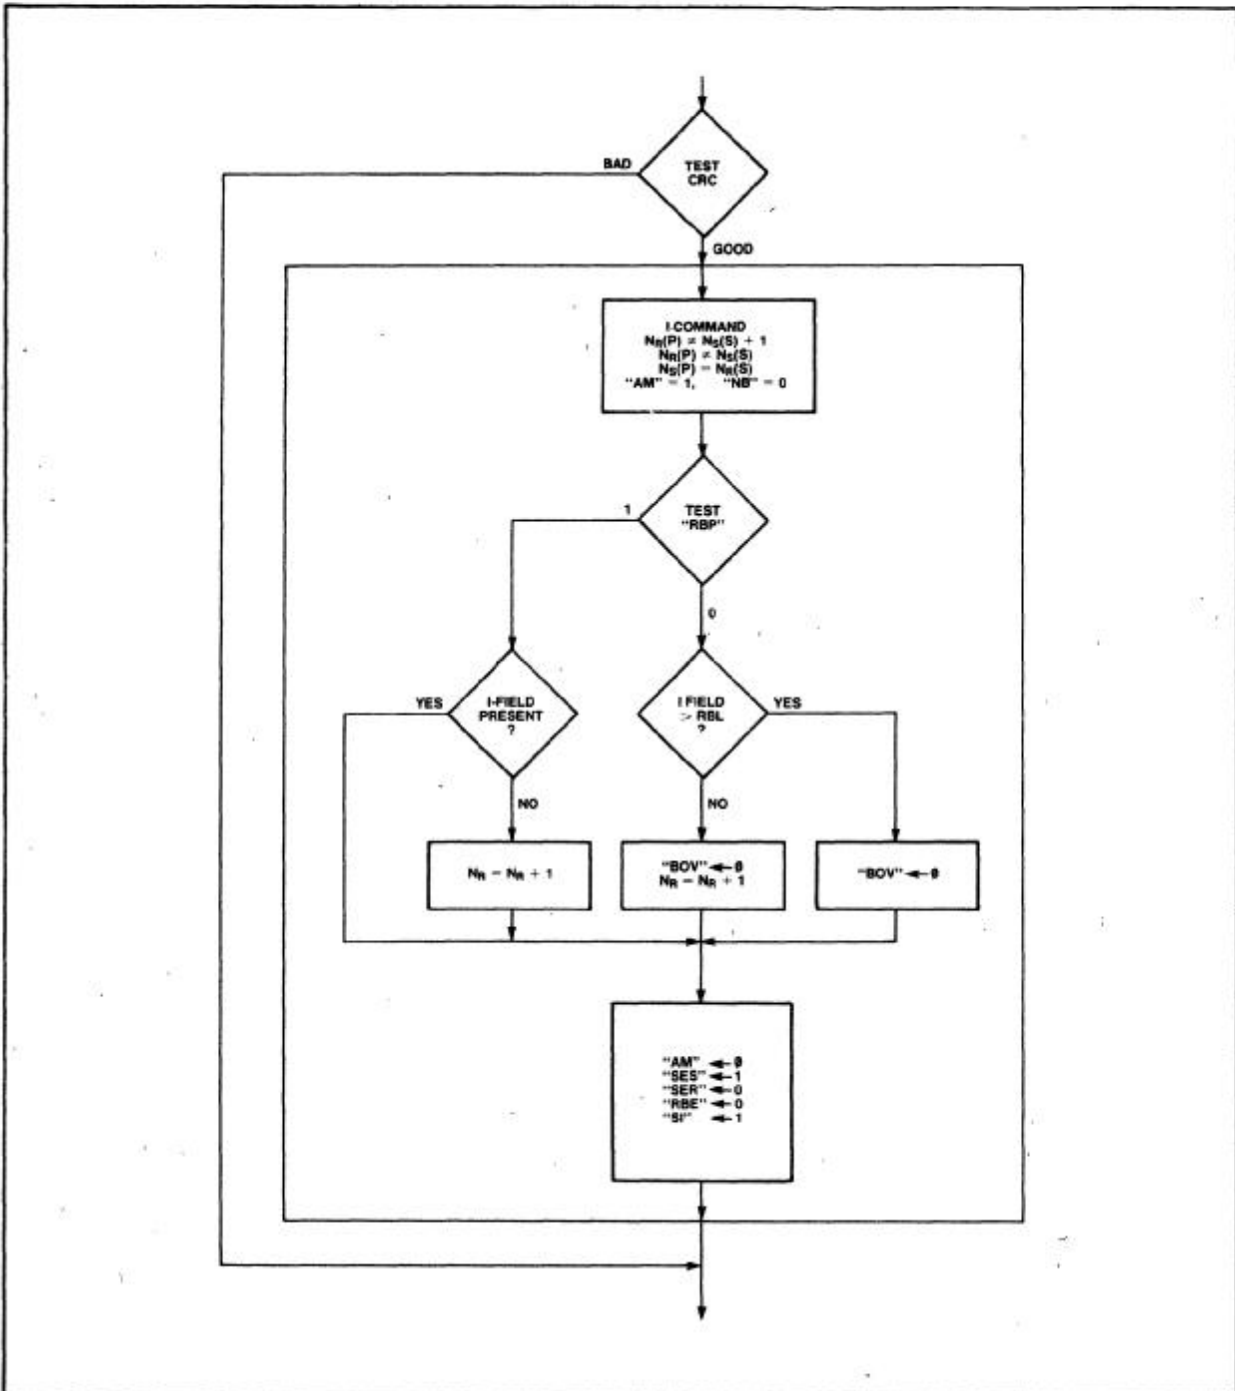 TEST
CRC
BAD
GOOD
I-COMMAND
NR(P) ≠ NS(S) + 1
NR(P) ≠ NS(S)
NS(P) = NR(S)
"AM" = 1, "NB" = 0
TEST
"RBP"
1
0
I-FIELD
PRESENT
?
YES
NO
I FIELD
> RBL
?
YES
NO
NR = NR + 1
"BOV" ← 0
NR = NR + 1
"BOV" ← 0
"AM" ← 0
"SES" ← 1
"SER" ← 0
"RBE" ← 0
"SI" ← 1